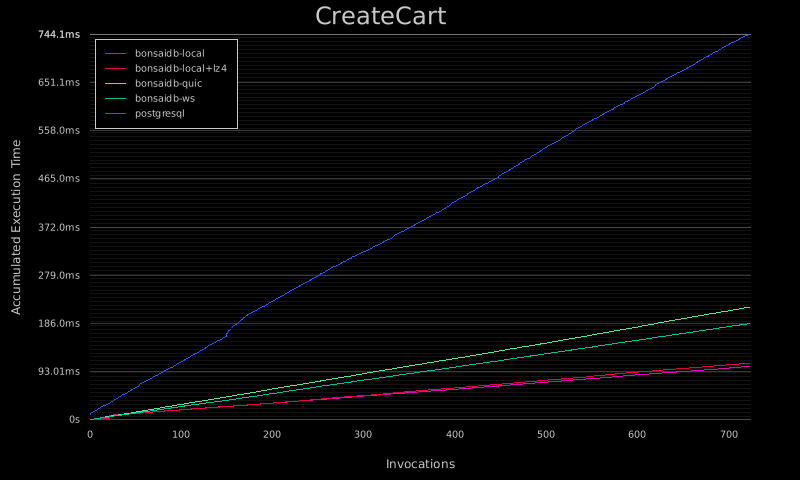 CreateCart
744.1ms
651.1ms
558.0ms
465.0ms
372.0ms
279.0ms
186.0ms
93.01ms
0s
Accumulated Execution Time
bonsaidb-local
bonsaidb-local+lz4
bonsaidb-quic
bonsaidb-ws
postgresql
0 100 200 300 400 500 600 700
Invocations